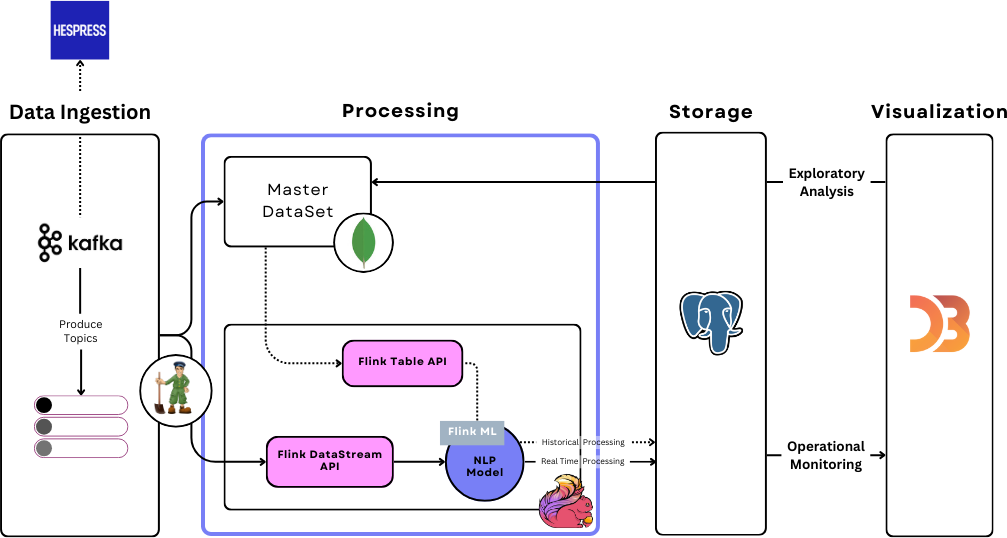 HESPRESS
Data Ingestion
Processing
Storage
Visualization
kafka
Produce
Topics
Master
DataSet
Flink Table API
Flink DataStream
API
Flink ML
NLP
Model
Historical Processing
Real Time Processing
Exploratory
Analysis
Operational
Monitoring
D3